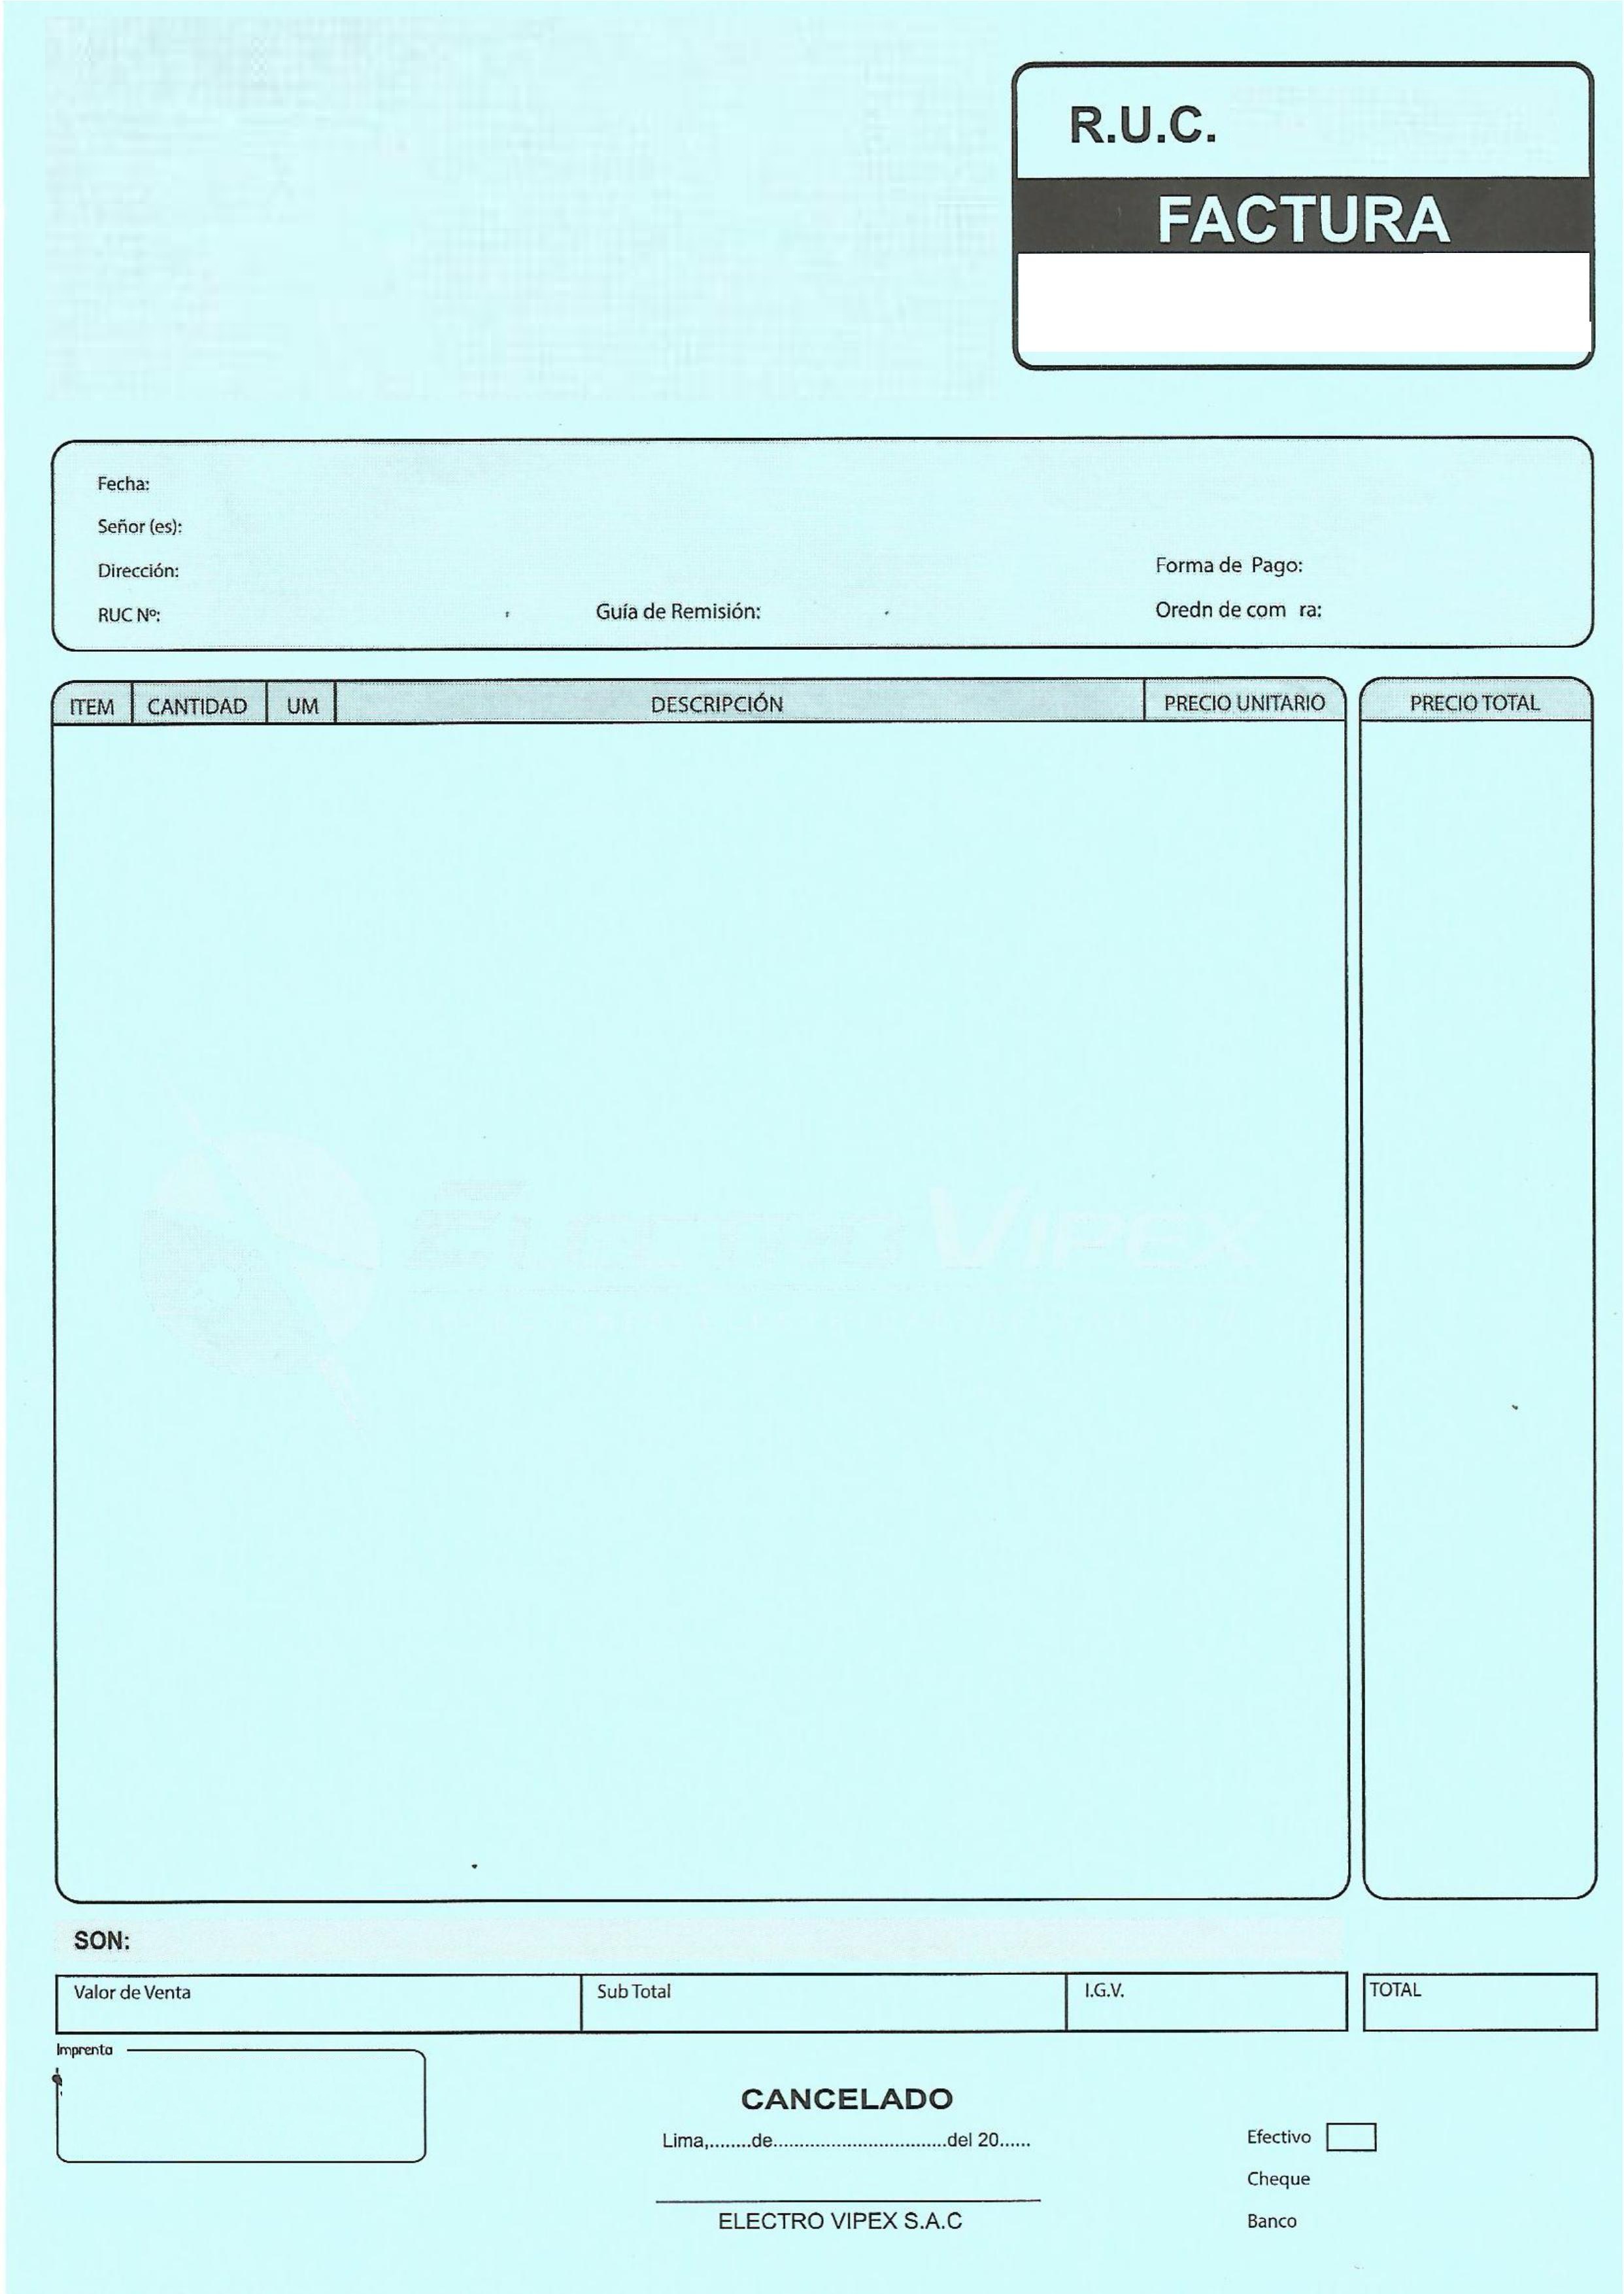 R.U.C.
FACTURA
Fecha:
Señor (es):
Dirección:
Forma de Pago:
RUC Nº:
Guía de Remisión:
Oredn de com ra:
ITEM CANTIDAD UM DESCRIPCIÓN PRECIO UNITARIO PRECIO TOTAL
ELECTRO VIPEX
SON:
Valor de Venta Sub Total I.G.V. TOTAL
Imprenta
CANCELADO
Lima,........de.................................del 20......
Efectivo
Cheque
ELECTRO VIPEX S.A.C
Banco